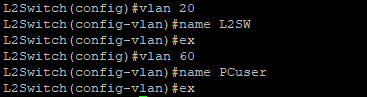 L2Switch(config)#vlan 20
L2Switch(config-vlan)#name L2SW
L2Switch(config-vlan)#ex
L2Switch(config)#vlan 60
L2Switch(config-vlan)#name PCuser
L2Switch(config-vlan)#ex